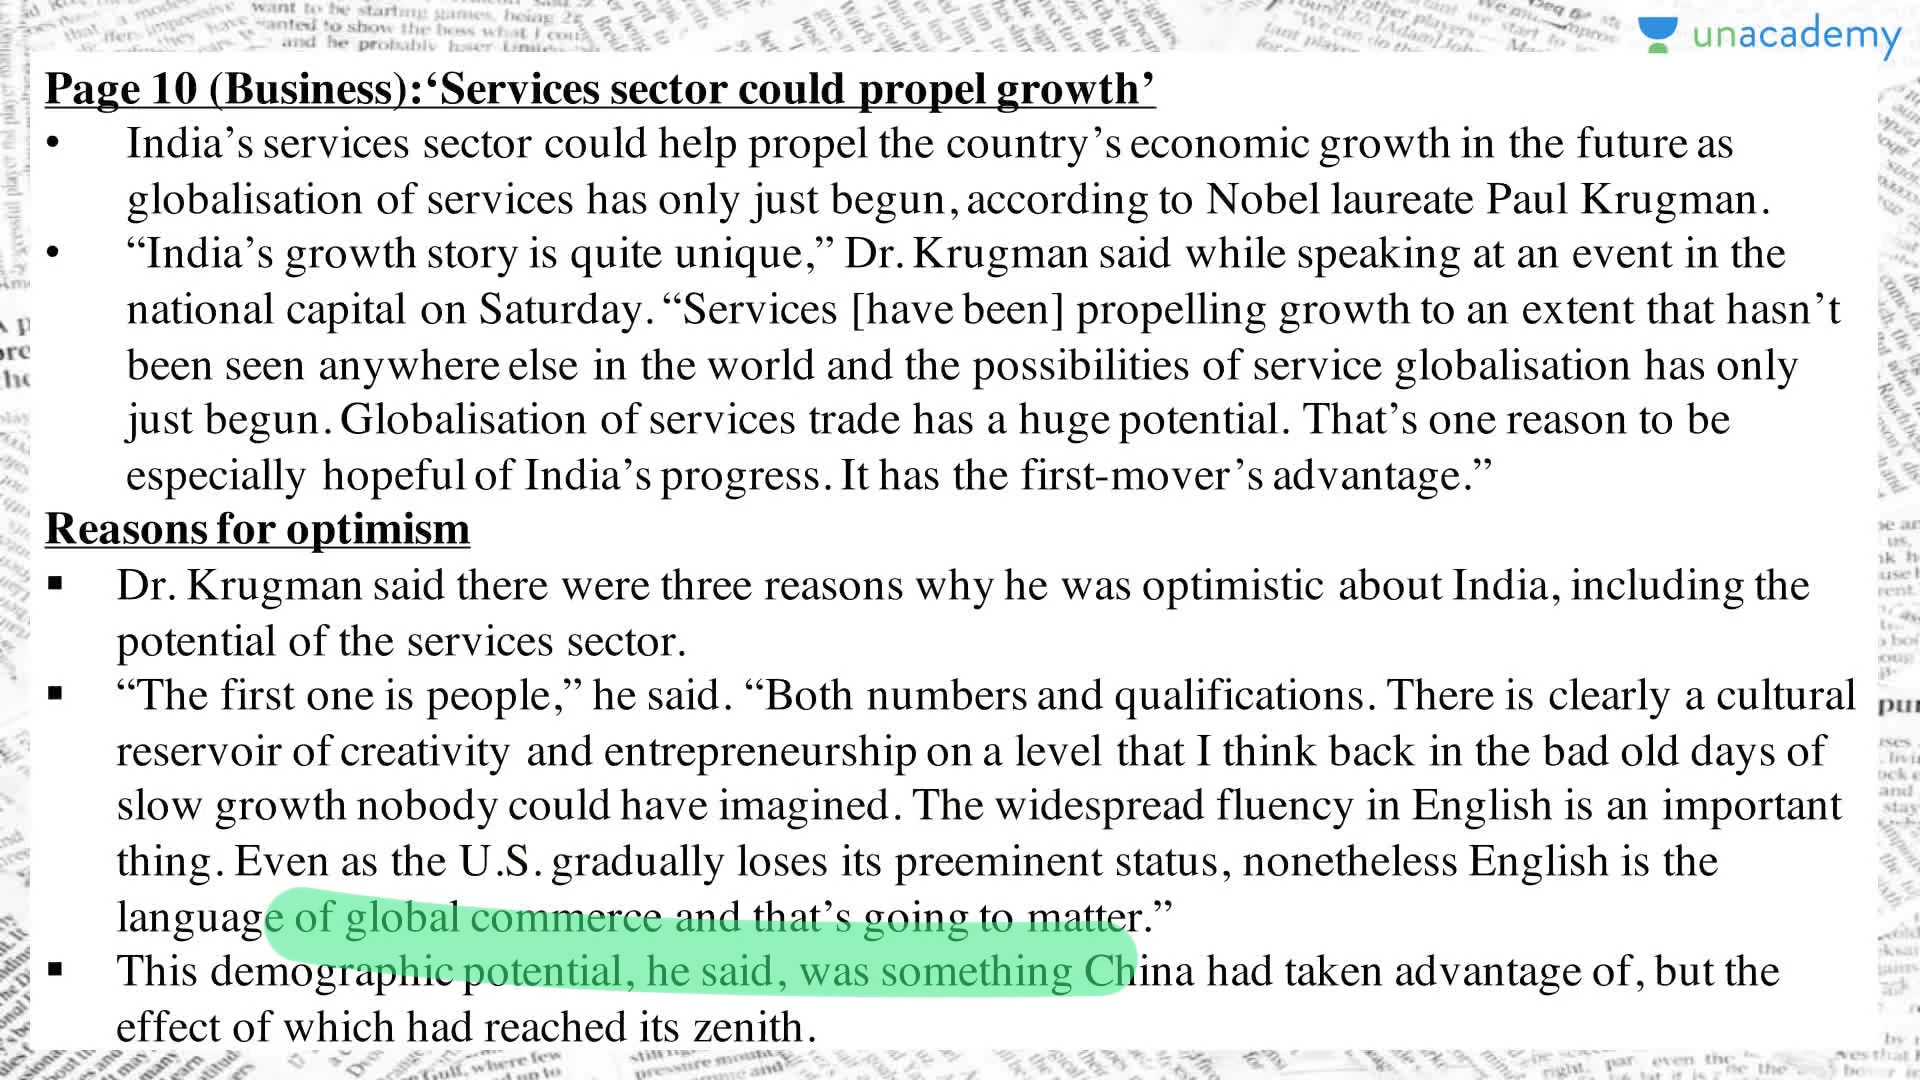 unacademy
Page 10 (Business):‘Services sector could propel growth’
• India’s services sector could help propel the country’s economic growth in the future as
globalisation of services has only just begun, according to Nobel laureate Paul Krugman.
• “India’s growth story is quite unique,” Dr. Krugman said while speaking at an event in the
national capital on Saturday. “Services [have been] propelling growth to an extent that hasn’t
been seen anywhere else in the world and the possibilities of service globalisation has only
just begun. Globalisation of services trade has a huge potential. That’s one reason to be
especially hopeful of India’s progress. It has the first-mover’s advantage.”
Reasons for optimism
▪ Dr. Krugman said there were three reasons why he was optimistic about India, including the
potential of the services sector.
▪ “The first one is people,” he said. “Both numbers and qualifications. There is clearly a cultural
reservoir of creativity and entrepreneurship on a level that I think back in the bad old days of
slow growth nobody could have imagined. The widespread fluency in English is an important
thing. Even as the U.S. gradually loses its preeminent status, nonetheless English is the
language of global commerce and that’s going to matter.”
▪ This demographic potential, he said, was something China had taken advantage of, but the
effect of which had reached its zenith.